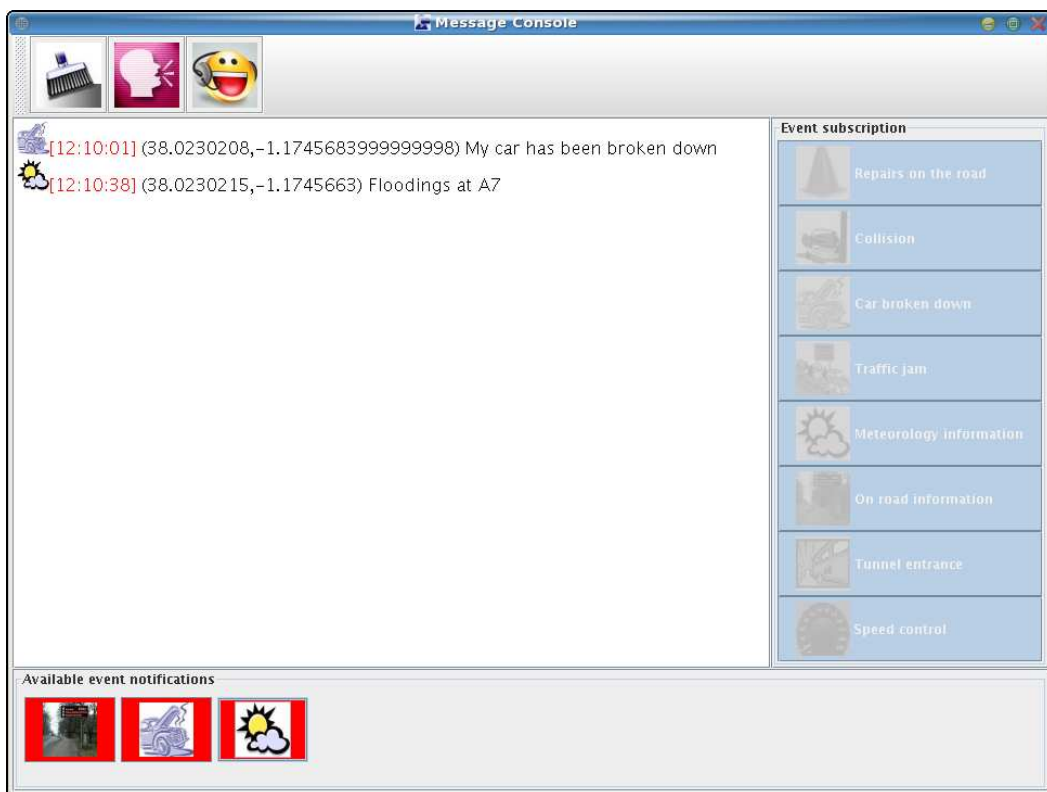 Message Console
[12:10:01] (38.0230208,-1.1745683999999998) My car has been broken down
[12:10:38] (38.0230215,-1.1745663) Floodings at A7
Event subscription
Repairs on the road
Collision
Car broken down
Traffic jam
Meteorology information
On road information
Tunnel entrance
Speed control
Available event notifications